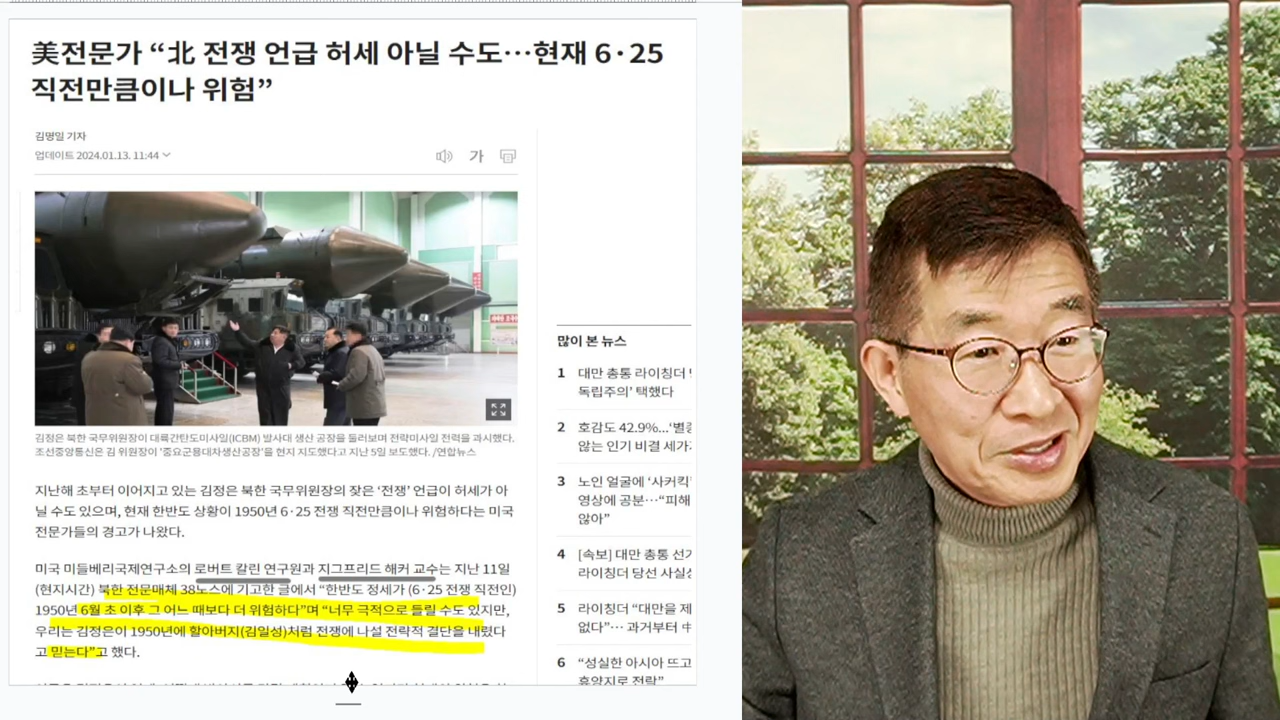 美전문가 “北 전쟁 언급 허세 아닐 수도…현재 6·25
직전만큼이나 위험”
김명일 기자
업데이트 2024.01.13. 11:44
가
김정은 북한 국무위원장이 대륙간탄도미사일(ICBM) 발사대 생산 공장을 둘러보며 전략미사일 전력을 과시했다.
조선중앙통신은 김 위원장이 '중요군용대차생산공장'을 현지 지도했다고 지난 5일 보도했다. /연합뉴스
지난해 초부터 이어지고 있는 김정은 북한 국무위원장의 잦은 ‘전쟁’ 언급이 허세가 아
닐 수도 있으며, 현재 한반도 상황이 1950년 6·25 전쟁 직전만큼이나 위험하다는 미국
전문가들의 경고가 나왔다.
미국 미들베리국제연구소의 로버트 칼린 연구원과 지그프리드 해커 교수는 지난 11일
(현지시간) 북한 전문매체 38노스에 기고한 글에서 “한반도 정세가 (6·25 전쟁 직전인)
1950년 6월 초 이후 그 어느 때보다 더 위험하다”며 “너무 극적으로 들릴 수도 있지만,
우리는 김정은이 1950년에 할아버지(김일성)처럼 전쟁에 나설 전략적 결단을 내렸다
고 믿는다”고 했다.
많이 본 뉴스
1 대만 총통 라이칭더
독립주의’ 택했다
2 호감도 42.9%...‘별종
않는 인기 비결 세가지
3 노인 얼굴에 ‘사커킥’
영상에 공분…“피해
않아”
4 [속보] 대만 총통 선거
라이칭더 당선 사실상
5 라이칭더 “대만을 제
없다”… 과거부터 中
6 “성실한 아시아 뜨고
휴양지로 전락”